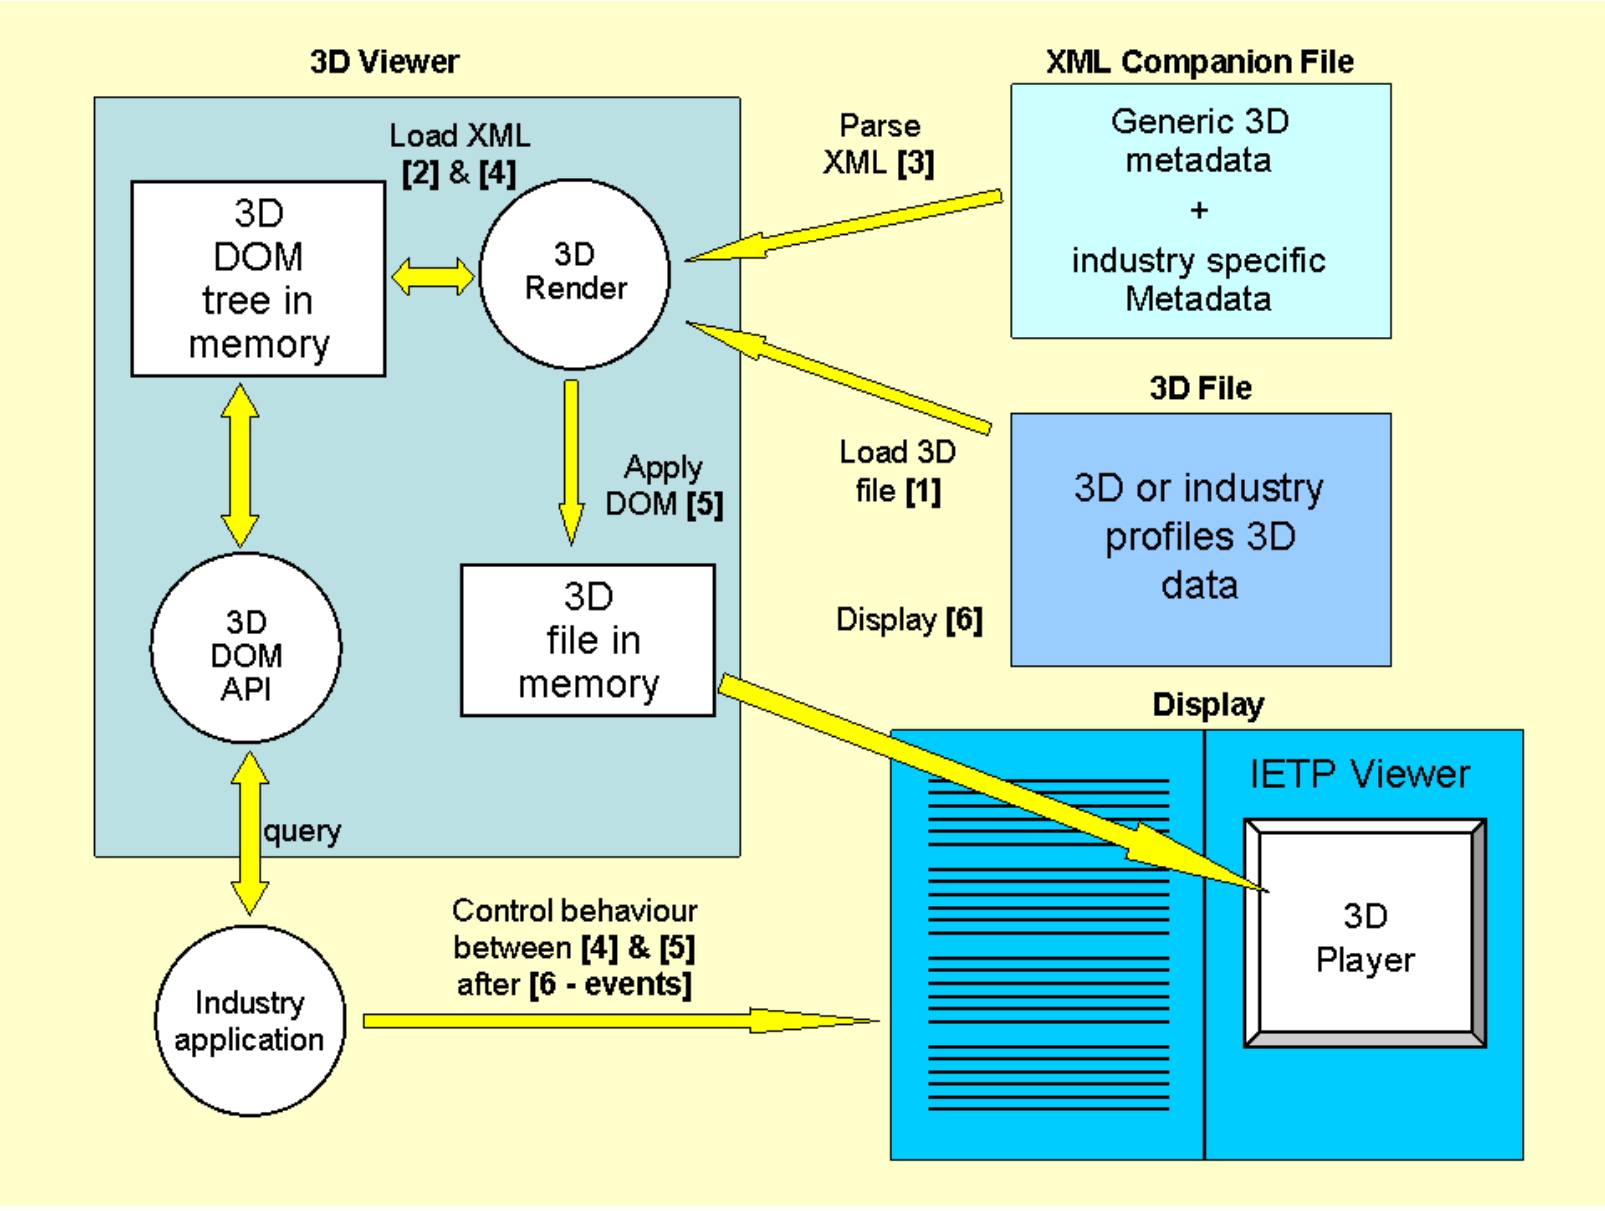 3D Viewer
XML Companion File
Load XML
[2] & [4]
3D
DOM
tree in
memory
3D
Render
Parse
XML [3]
Generic 3D
metadata
+
industry specific
Metadata
3D File
Load 3D
file [1]
3D or industry
profiles 3D
data
Apply
DOM [5]
3D
file in
memory
3D
DOM
API
Display [6]
Display
IETP Viewer
3D
Player
query
Control behaviour
between [4] & [5]
after [6 - events]
Industry
application